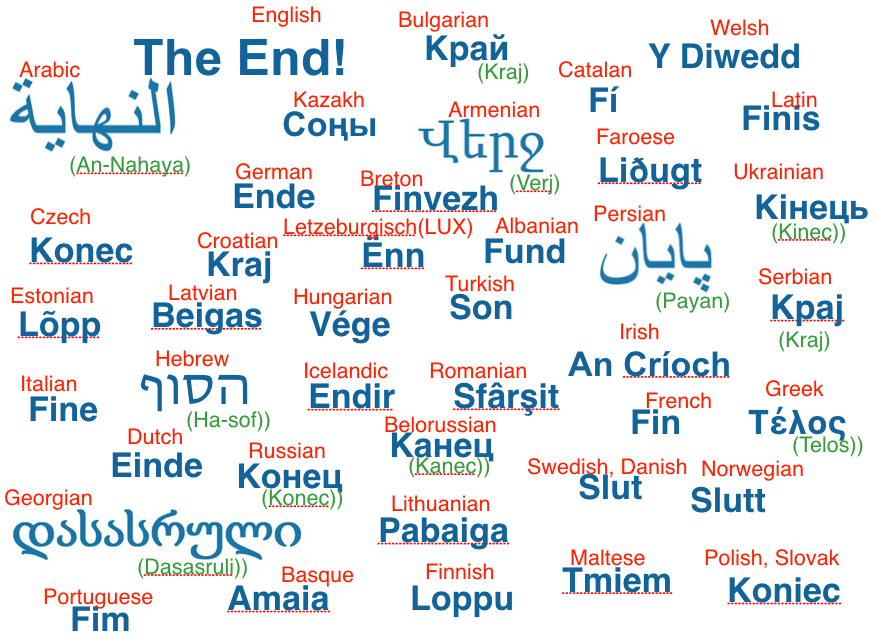 English
The End!
Bulgarian
Край
(Kraj)
Welsh
Y Diwedd
Arabic
النهاية
(An-Nahaya)
Kazakh
Соңы
Armenian
Վերջ
(Verj)
Catalan
Fí
Latin
Finis
Faroese
Liðugt
German
Ende
Breton
Finvezh
Ukrainian
Кінець
(Kinec))
Czech
Konec
Croatian
Kraj
Letzeburgisch(LUX)
Ënn
Albanian
Fund
Persian
پایان
(Payan)
Estonian
Lõpp
Latvian
Beigas
Hungarian
Vége
Turkish
Son
Serbian
Крај
(Kraj)
Irish
An Críoch
Italian
Fine
Hebrew
הסוף
(Ha-sof))
Icelandic
Endir
Romanian
Sfârşit
French
Fin
Greek
Τέλος
(Telos))
Dutch
Einde
Russian
Конец
(Konec))
Belorussian
Канец
(Kanec))
Swedish, Danish
Slut
Norwegian
Slutt
Georgian
დასასრული
(Dasasruli))
Lithuanian
Pabaiga
Portuguese
Fim
Basque
Amaia
Finnish
Loppu
Maltese
Tmiem
Polish, Slovak
Koniec